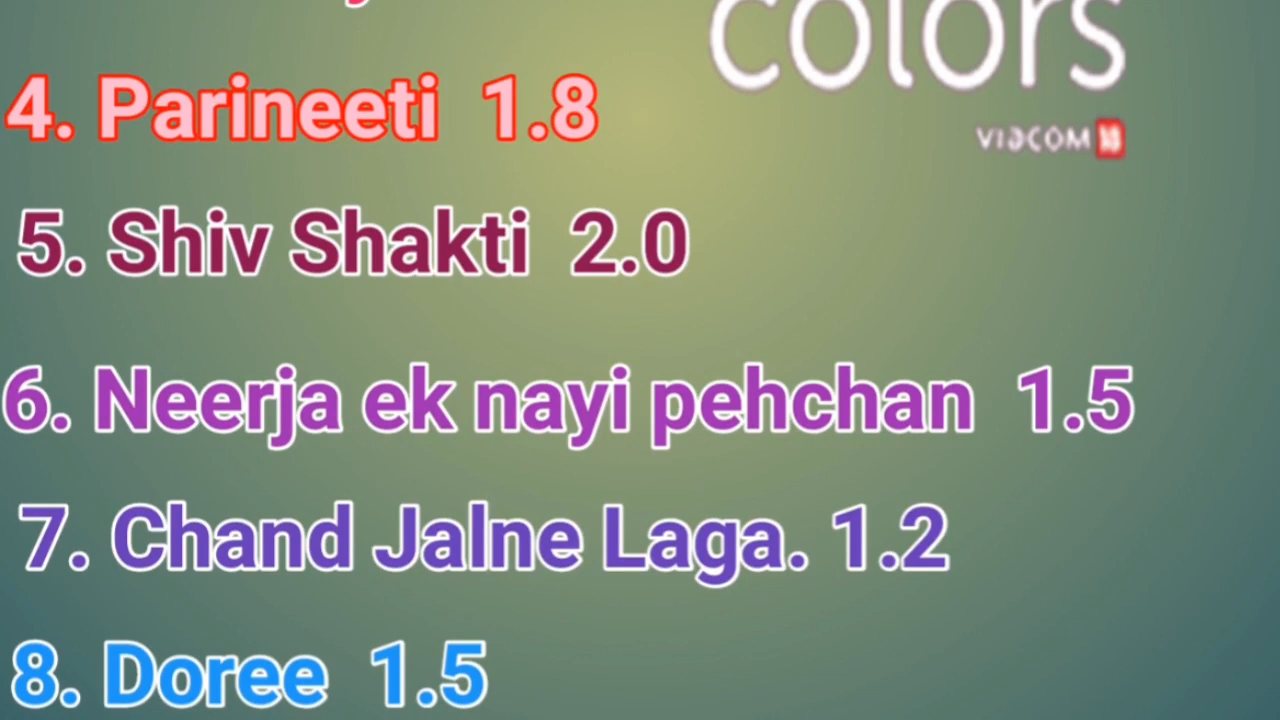 colors
VIACOM 18
4. Parineeti 1.8
5. Shiv Shakti 2.0
6. Neerja ek nayi pehchan 1.5
7. Chand Jalne Laga. 1.2
8. Doree 1.5